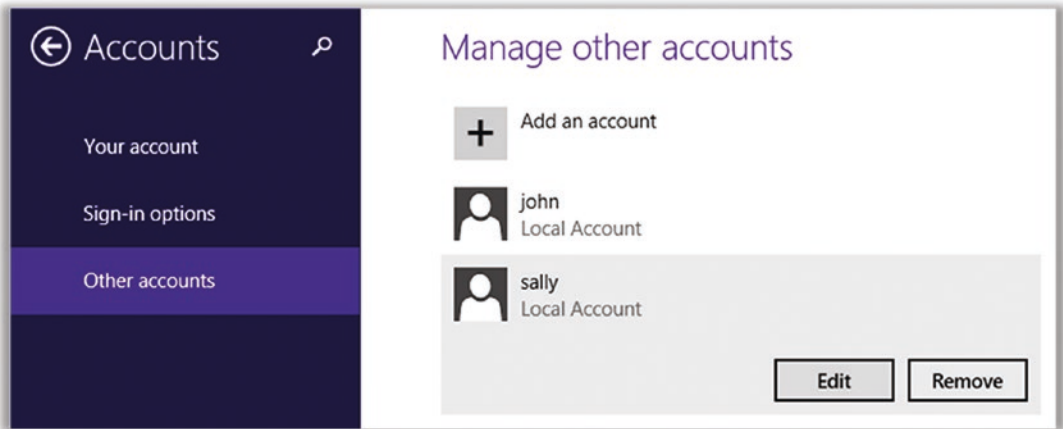 Accounts
Your account
Sign-in options
Other accounts
Manage other accounts
Add an account
john
Local Account
sally
Local Account
Edit
Remove